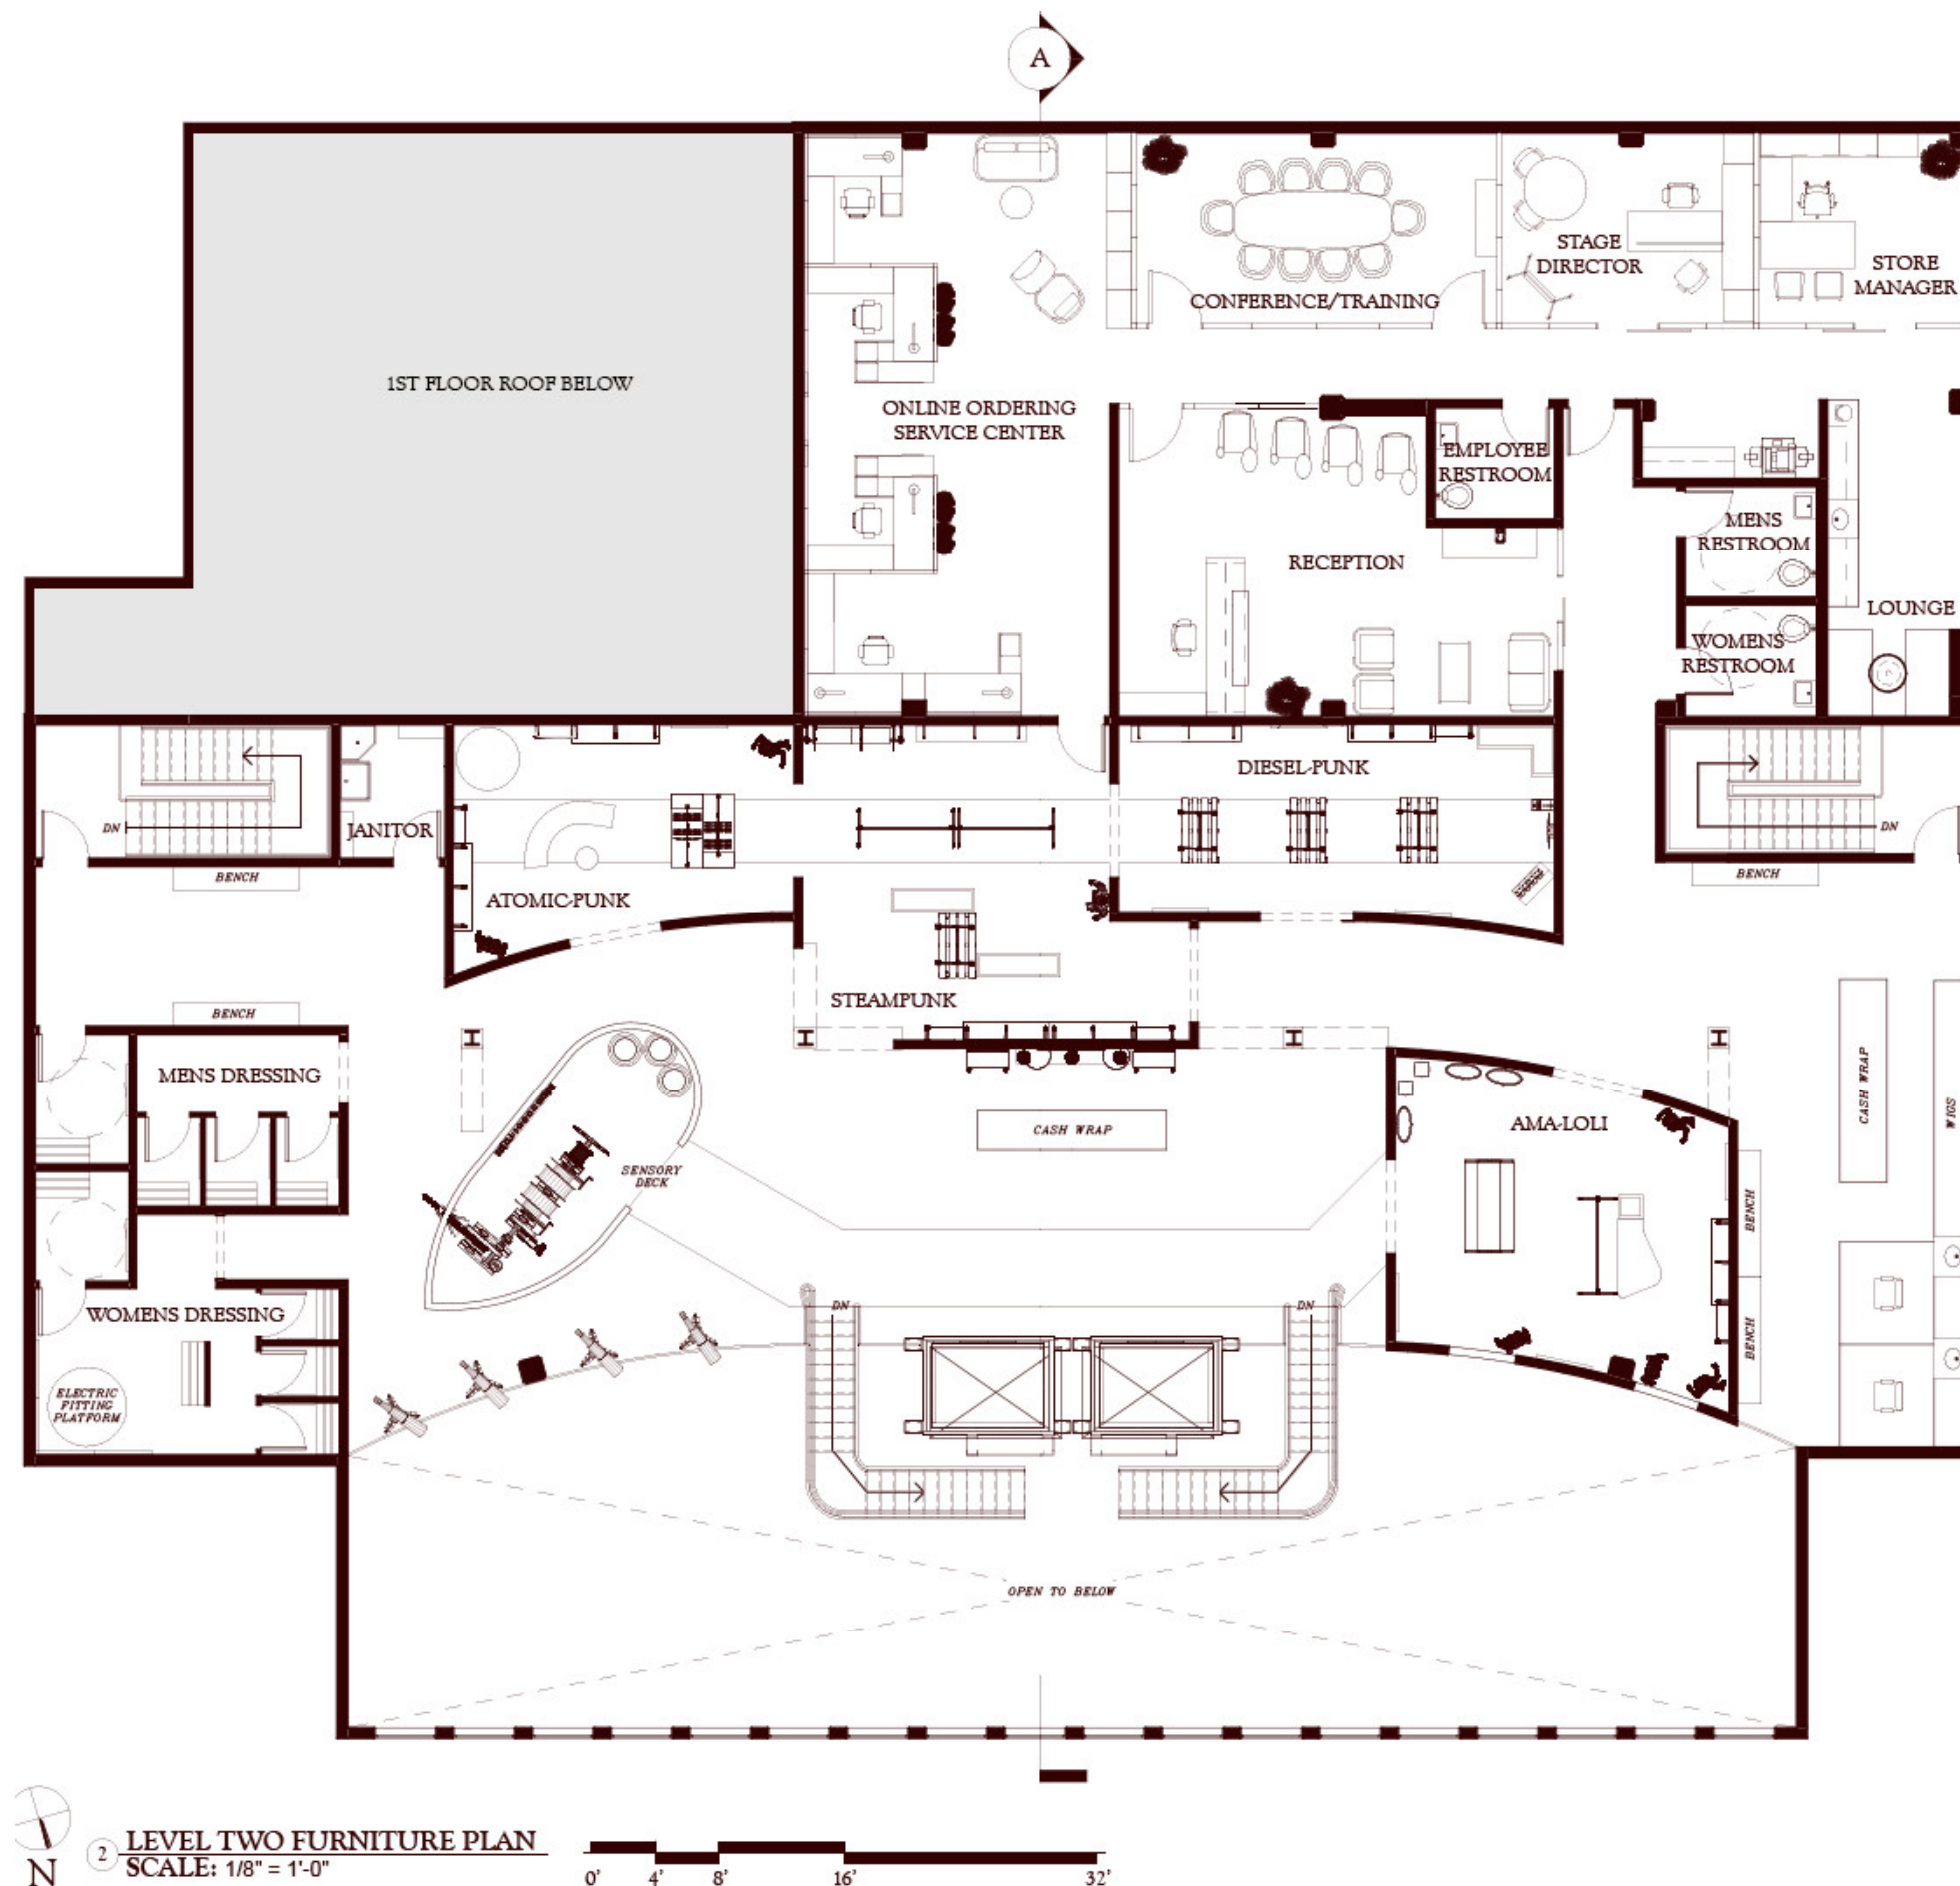 A
STAGE
DIRECTOR
STORE
MANAGER
CONFERENCE/TRAINING
1ST FLOOR ROOF BELOW
ONLINE ORDERING
SERVICE CENTER
EMPLOYEE
RESTROOM
MENS
RESTROOM
RECEPTION
LOUNGE
WOMENS
RESTROOM
DIESEL-PUNK
DN
JANITOR
DN
BENCH
BENCH
ATOMIC-PUNK
STEAMPUNK
BENCH
H
H
H
H
MENS DRESSING
CASH WRAP
WIGS
CASH WRAP
AMA-LOLI
SENSORY
DECK
BENCH
WOMENS DRESSING
DN
DN
BENCH
ELECTRIC
FITTING
PLATFORM
OPEN TO BELOW
N
2
LEVEL TWO FURNITURE PLAN
SCALE: 1/8" = 1'-0"
0' 4' 8' 16' 32'